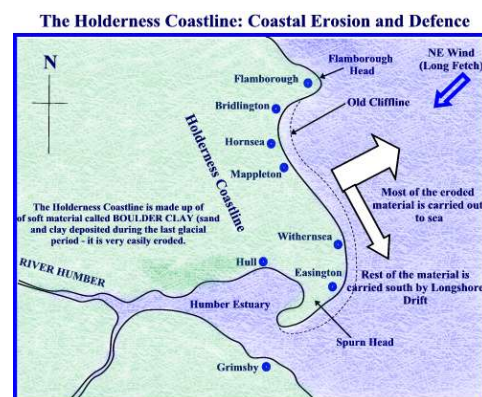 The Holderness Coastline: Coastal Erosion and Defence
N
Flamborough
Head
NE Wind
(Long Fetch)
Flamborough
Old Cliffline
Bridlington
Hornsea
Mappleton
Holderness Coastline
Most of the eroded
material is carried out
to sea
The Holderness Coastline is made up of
of soft material called BOULDER CLAY (sand
and clay deposited during the last glacial
period - it is very easily eroded.
Withernsea
Hull
RIVER HUMBER
Easington
Rest of the material is
carried south by Longshore
Drift
Humber Estuary
Spurn Head
Grimsby